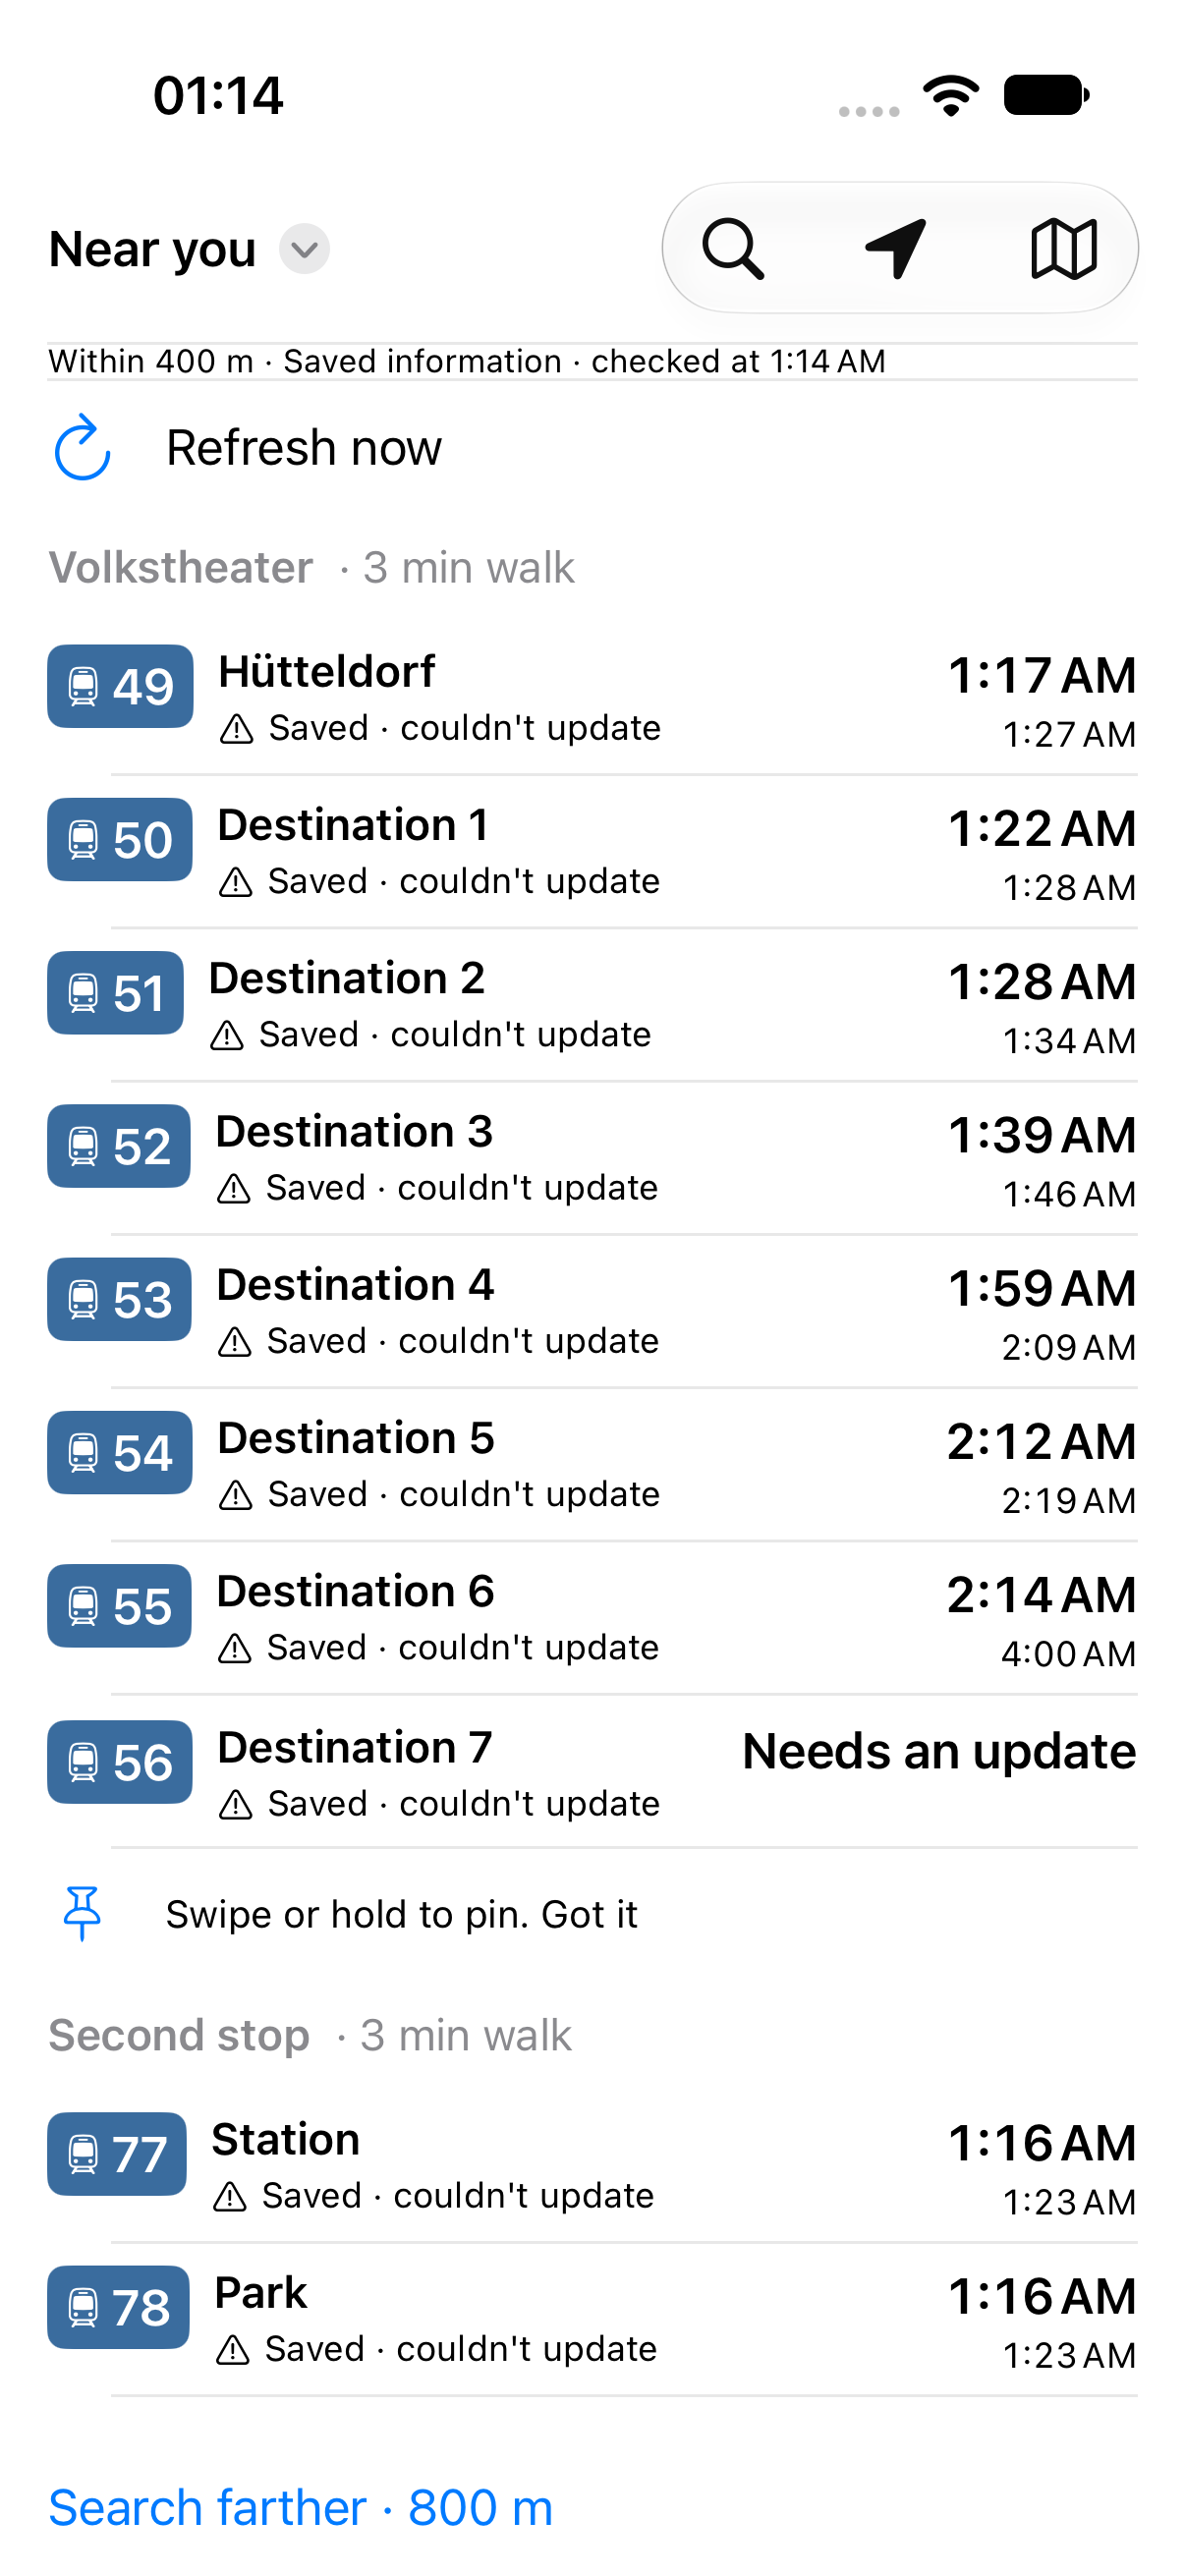 01:14
Near you
Within 400 m · Saved information · checked at 1:14 AM
Refresh now
Volkstheater · 3 min walk
49 Hütteldorf 1:17 AM
Saved · couldn't update 1:27 AM
50 Destination 1 1:22 AM
Saved · couldn't update 1:28 AM
51 Destination 2 1:28 AM
Saved · couldn't update 1:34 AM
52 Destination 3 1:39 AM
Saved · couldn't update 1:46 AM
53 Destination 4 1:59 AM
Saved · couldn't update 2:09 AM
54 Destination 5 2:12 AM
Saved · couldn't update 2:19 AM
55 Destination 6 2:14 AM
Saved · couldn't update 4:00 AM
56 Destination 7 Needs an update
Saved · couldn't update
Swipe or hold to pin. Got it
Second stop · 3 min walk
77 Station 1:16 AM
Saved · couldn't update 1:23 AM
78 Park 1:16 AM
Saved · couldn't update 1:23 AM
Search farther · 800 m